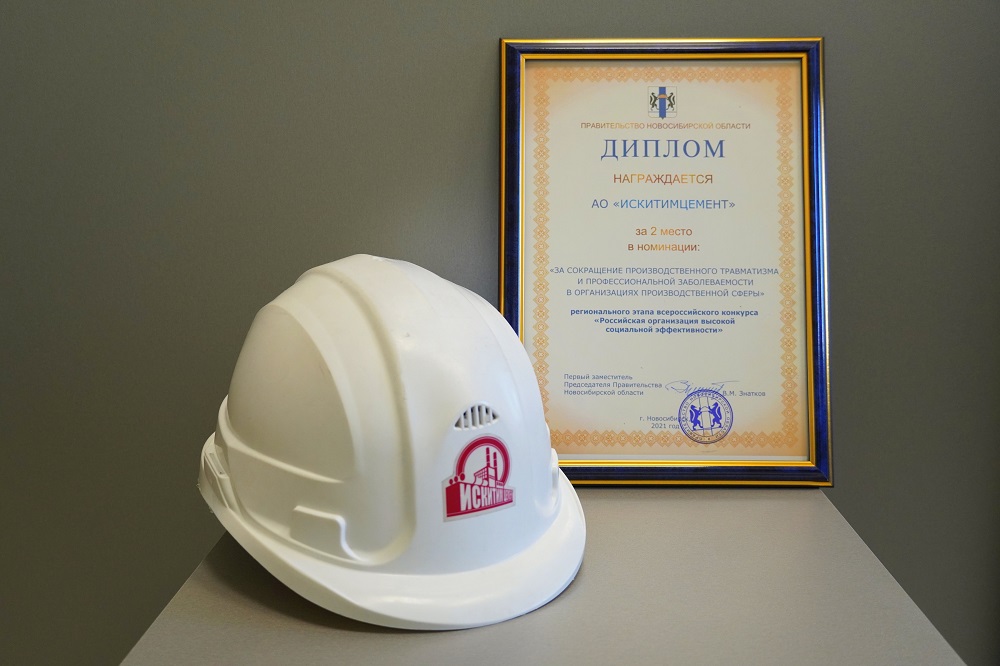 ПРАВИТЕЛЬСТВО НОВОСИБИРСКОЙ ОБЛАСТИ
ДИПЛОМ
НАГРАЖДАЕТСЯ
АО «ИСКИТИМЦЕМЕНТ»
за 2 место
в номинации:
«ЗА СОКРАЩЕНИЕ ПРОИЗВОДСТВЕННОГО ТРАВМАТИЗМА
И ПРОФЕССИОНАЛЬНОЙ ЗАБОЛЕВАЕМОСТИ
В ОРГАНИЗАЦИЯХ ПРОИЗВОДСТВЕННОЙ СФЕРЫ»
регионального этапа всероссийского конкурса
«Российская организация высокой
социальной эффективности»
Первый заместитель
Председателя Правительства
Новосибирской области
В.М. Знатков
г. Новосиби
2021 год
ИСКИТИМ